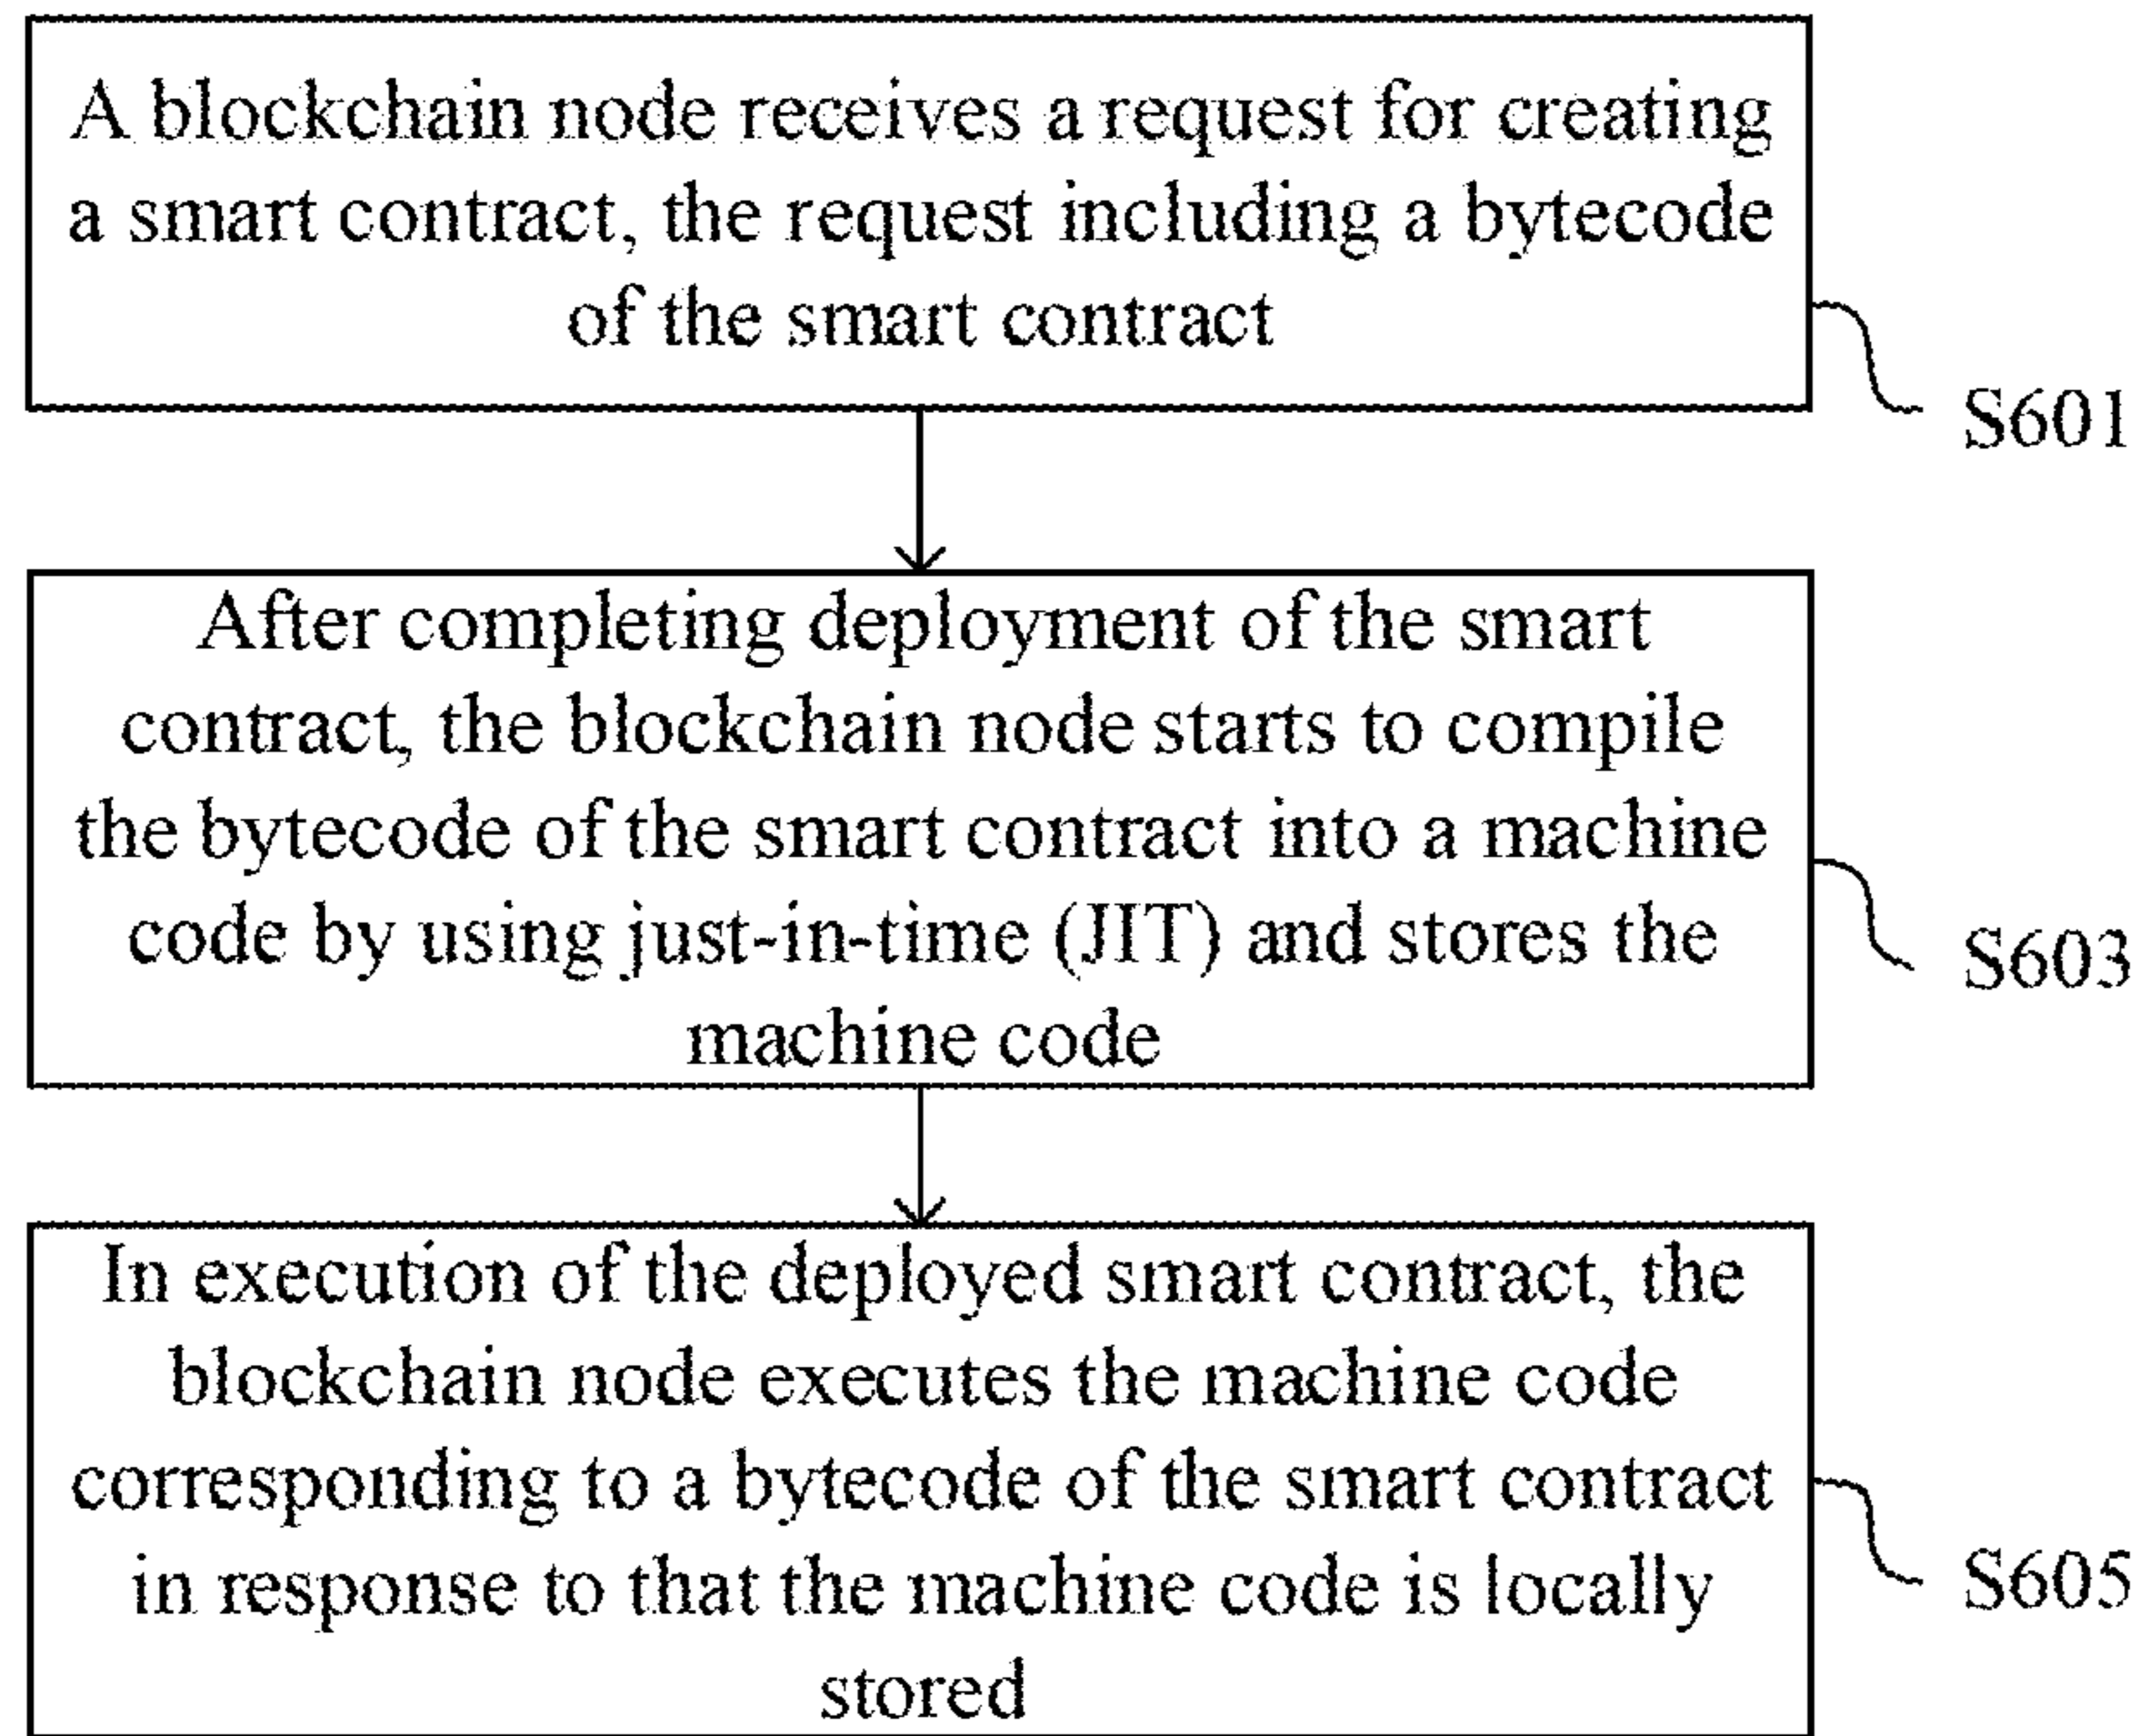 A blockchain node receives a request for creating
a smart contract, the request including a bytecode
of the smart contract
S601
After completing deployment of the smart
contract, the blockchain node starts to compile
the bytecode of the smart contract into a machine
code by using just-in-time (JIT) and stores the
machine code
S603
In execution of the deployed smart contract, the
blockchain node executes the machine code
corresponding to a bytecode of the smart contract
in response to that the machine code is locally
stored
S605